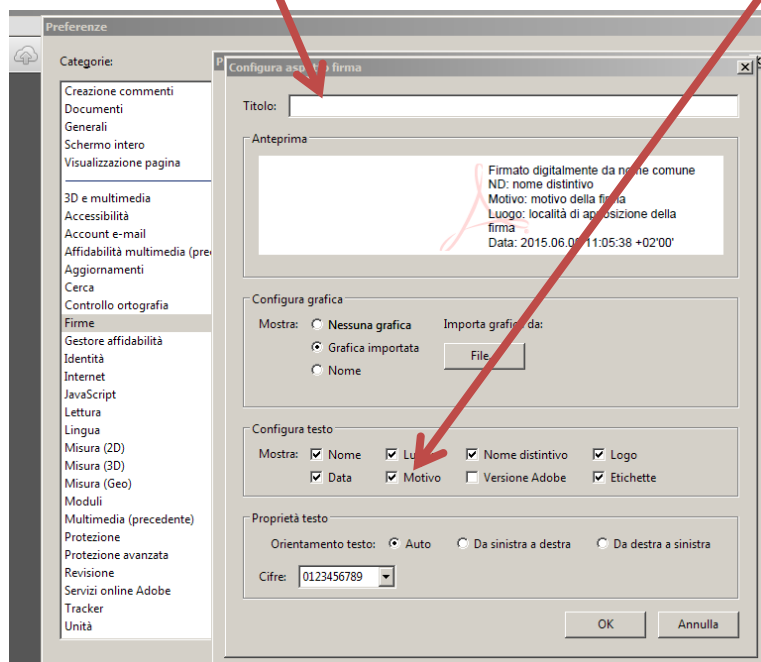 Preferenze
Categorie:
Creazione commenti
Documenti
Generali
Schermo intero
Visualizzazione pagina
3D e multimedia
Accessibilità
Account e-mail
Affidabilità multimedia (pre
Aggiornamenti
Cerca
Controllo ortografia
Firme
Gestore affidabilità
Identità
Internet
JavaScript
Lettura
Lingua
Misura (2D)
Misura (3D)
Misura (Geo)
Moduli
Multimedia (precedente)
Protezione
Protezione avanzata
Revisione
Servizi online Adobe
Tracker
Unità
P
Configura aspetto firma
Titolo:
Anteprima
Firmato digitalmente da nome comune
ND: nome distintivo
Motivo: motivo della firma
Luogo: località di apposizione della
firma
Data: 2015.06.0 11:05:38 +02'00'
Configura grafica
Mostra: Nessuna grafica Importa grafica da:
Grafica importata File
Nome
Configura testo
Mostra: Nome Lu Nome distintivo Logo
Data Motivo Versione Adobe Etichette
Proprietà testo
Orientamento testo: Auto Da sinistra a destra Da destra a sinistra
Cifre: 0123456789
OK Annulla